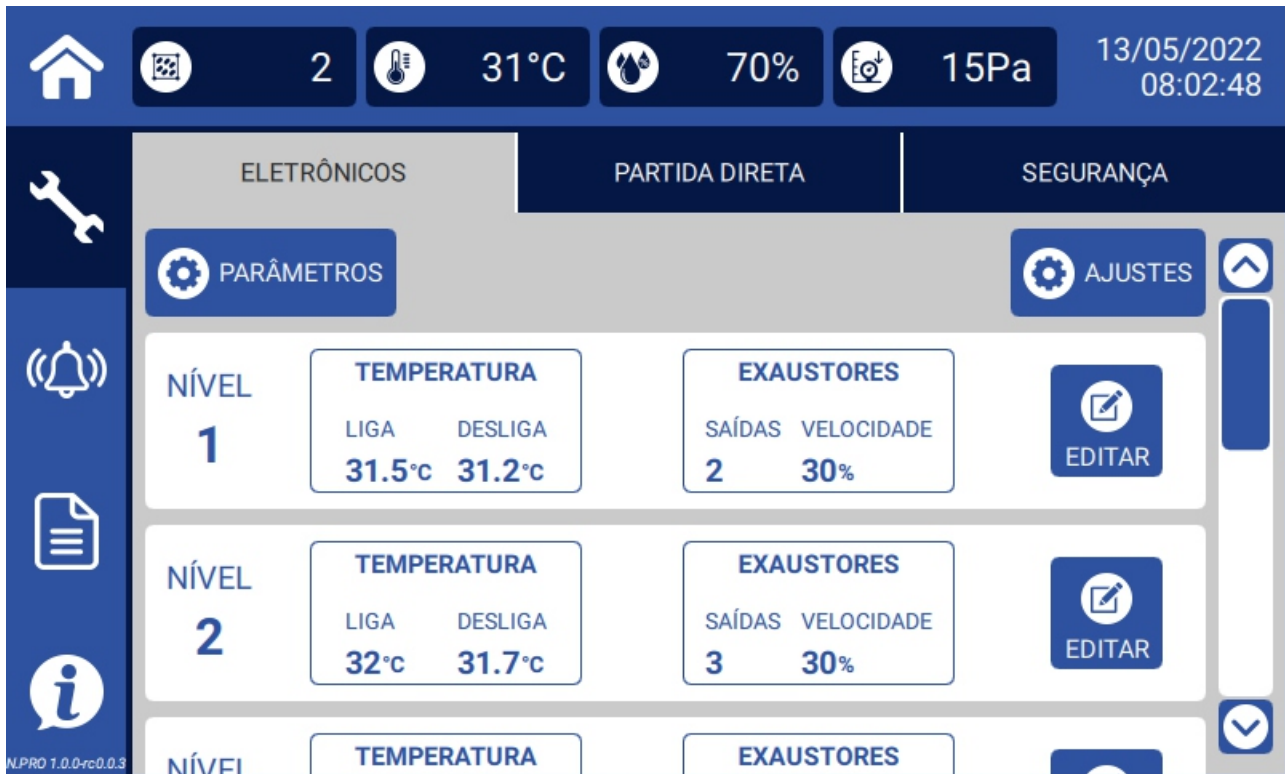 2
31°C
70%
15Pa
13/05/2022
08:02:48
ELETRÔNICOS
PARTIDA DIRETA
SEGURANÇA
PARÂMETROS
AJUSTES
NÍVEL
1
TEMPERATURA
LIGA DESLIGA
31.5°C 31.2°C
EXAUSTORES
SAÍDAS VELOCIDADE
2 30%
EDITAR
NÍVEL
2
TEMPERATURA
LIGA DESLIGA
32°C 31.7°C
EXAUSTORES
SAÍDAS VELOCIDADE
3 30%
EDITAR
NÍVEL
TEMPERATURA
EXAUSTORES
N.PRO 1.0.0-rc0.0.3